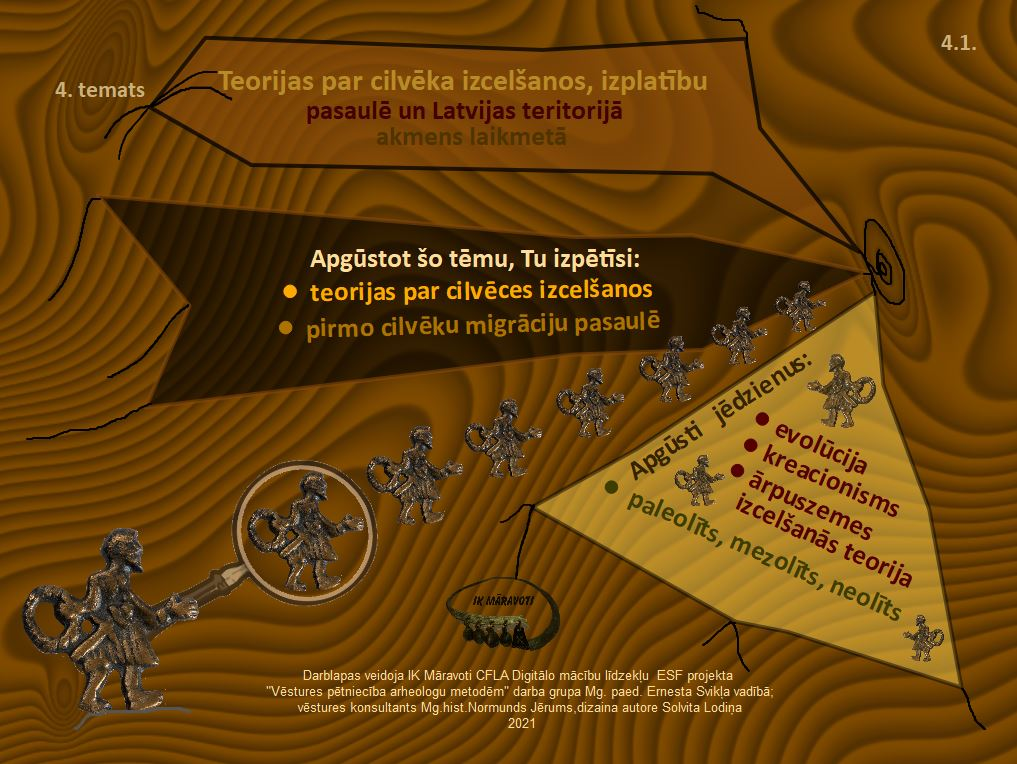 4.1.
4. temats
Teorijas par cilvēka izcelšanos, izplatību
pasaulē un Latvijas teritorijā
akmens laikmetā
Apgūstot šo tēmu, Tu izpētīsi:
● teorijas par cilvēces izcelšanos
● pirmo cilvēku migrāciju pasaulē
Apgūsti jēdzienus:
● evolūcija
● kreacionisms
● ārpuszemes
izcelšanās teorija
● paleolīts, mezolīts, neolīts
IK MĀRAVOTI
Darblapas veidoja IK Māravoti CFLA Digitālo mācību līdzekļu ESF projekta
"Vēstures pētniecība arheologu metodēm" darba grupa Mg. paed. Ernesta Svikļa vadībā;
vēstures konsultants Mg.hist.Normunds Jērums,dizaina autore Solvita Lodiņa
2021